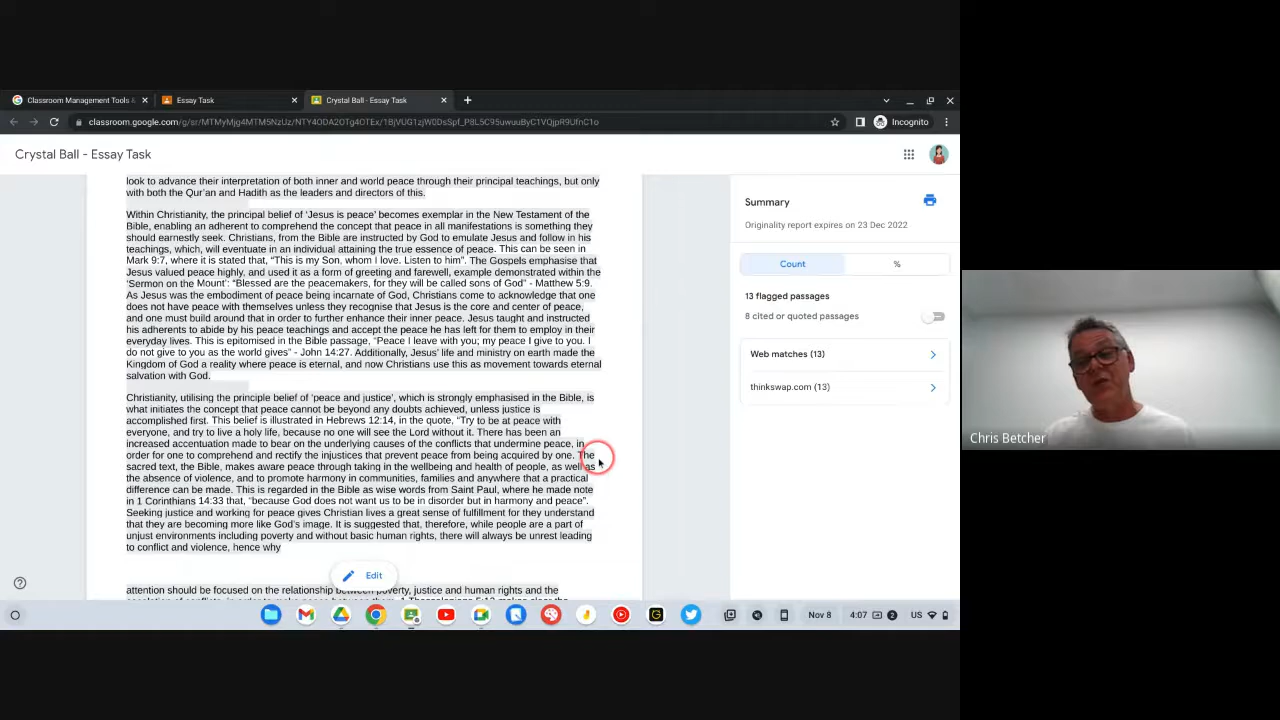 Classroom Management Tools &
Essay Task
Crystal Ball - Essay Task
classroom.google.com/g/sr/MTMyMjg4MTM5NzUz/NTY4ODA2OTg4OTEx/
Incognito
Crystal Ball - Essay Task
look to advance their interpretation of both inner and world peace through their principal teachings, but only
with both the Qur'an and Hadith as the leaders and directors of this.
Within Christianity, the principal belief of 'Jesus is peace' becomes exemplar in the New Testament of the
Bible, enabling an adherent to comprehend the concept that peace in all manifestations is something they
should earnestly seek. Christians, from the Bible are instructed by God to emulate Jesus and follow in his
teachings, which, will eventuate in an individual attaining the true essence of peace. This can be seen in
Mark 9:7, where it is stated that, "This is my Son, whom I love. Listen to him". The Gospels emphasise that
Jesus valued peace highly, and used it as a form of greeting and farewell, example demonstrated within the
'Sermon on the Mount': "Blessed are the peacemakers, for they will be called sons of God" - Matthew 5:9.
As Jesus was the embodiment of peace being incarnate of God, Christians come to acknowledge that one
does not have peace with themselves unless they recognise that Jesus is the core and center of peace,
and one must build around that in order to further enhance their inner peace. Jesus taught and instructed
his adherents to abide by his peace teachings and accept the peace he has left for them to employ in their
everyday lives. This is epitomised in the Bible passage, "Peace I leave with you; my peace I give to you. I
do not give to you as the world gives" - John 14:27. Additionally, Jesus' life and ministry on earth made the
Kingdom of God a reality where peace is eternal, and now Christians use this as movement towards eternal
salvation with God.
Christianity, utilising the principle belief of 'peace and justice', which is strongly emphasised in the Bible, is
what initiates the concept that peace cannot be beyond any doubts achieved, unless justice is
accomplished first. This belief is illustrated in Hebrews 12:14, in the quote, "Try to be at peace with
everyone, and try to live a holy life, because no one will see the Lord without it. There has been an
increased accentuation made to bear on the underlying causes of the conflicts that undermine peace, in
order for one to comprehend and rectify the injustices that prevent peace from being acquired by one. The
sacred text, the Bible, makes aware peace through taking in the wellbeing and health of people, as well as
the absence of violence, and to promote harmony in communities, families and anywhere that a practical
difference can be made. This is regarded in the Bible as wise words from Saint Paul, where he made note
in 1 Corinthians 14:33 that, "because God does not want us to be in disorder but in harmony and peace".
Seeking justice and working for peace gives Christian lives a great sense of fulfillment for they understand
that they are becoming more like God's image. It is suggested that, therefore, while people are a part of
unjust environments including poverty and without basic human rights, there will always be unrest leading
to conflict and violence, hence why
attention should be focused on the relationship between poverty, justice and human rights and the
Edit
Summary
Originality report expires on 23 Dec 2022
Count
%
13 flagged passages
8 cited or quoted passages
Web matches (13)
thinkswap.com (13)
Nov 8
4:07
2
US
Chris Betcher